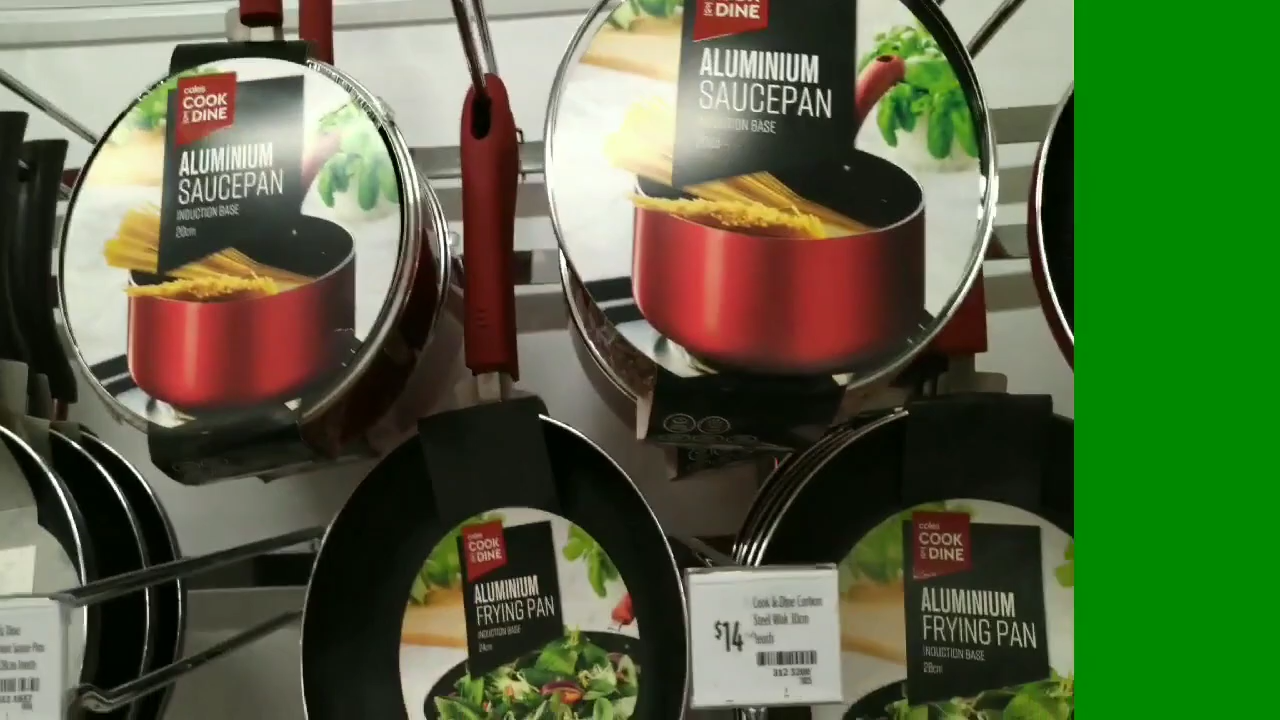 coles
COOK
& DINE
ALUMINIUM
SAUCEPAN
INDUCTION BASE
20cm
& DINE
ALUMINIUM
SAUCEPAN
INDUCTION BASE
coles
COOK
& DINE
ALUMINIUM
FRYING PAN
INDUCTION BASE
24cm
$14
Cook & Dine Carbon
Steel Wok 30cm
coles
COOK
& DINE
ALUMINIUM
FRYING PAN
INDUCTION BASE
28cm